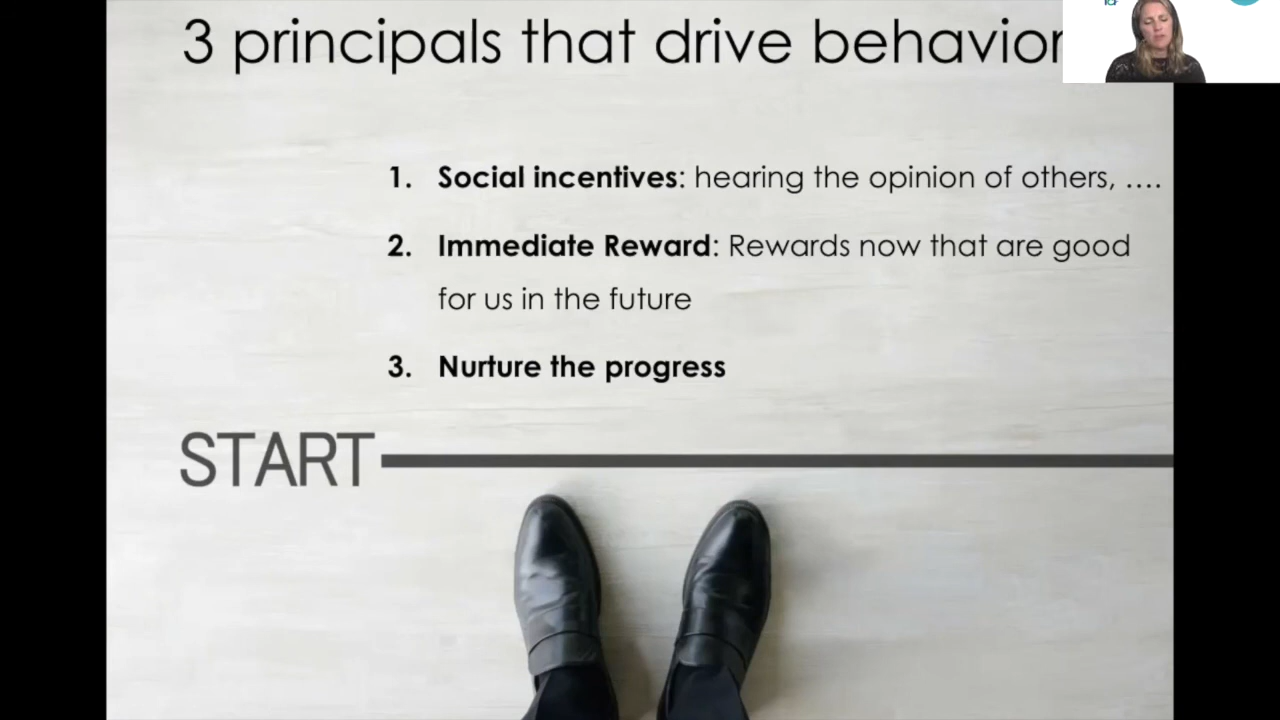 3 principals that drive behavior
1. Social incentives: hearing the opinion of others, ....
2. Immediate Reward: Rewards now that are good
for us in the future
3. Nurture the progress
START